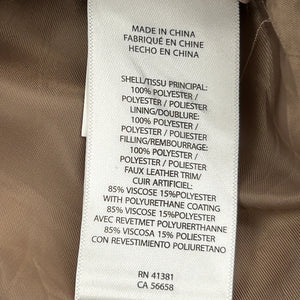 MADE IN CHINA
FABRIQUÉ EN CHINE
HECHO EN CHINA
SHELL/TISSU PRINCIPAL:
100% POLYESTER /
POLYESTER / POLIESTER
LINING/DOUBLURE:
100% POLYESTER /
POLYESTER / POLIESTER
FILLING/REMBOURRAGE:
100% POLYESTER /
POLYESTER / POLIESTER
FAUX LEATHER TRIM/
CUIR ARTIFICIEL:
85% VISCOSE 15%POLYESTER
WITH POLYURETHANE COATING
85% VISCOSE 15%POLYESTER
AVEC REVETMET POLYURERTHANNE
85% VISCOSA 15% POLIESTER
CON REVESTIMIENTO POLIURETANO
RN 41381
CA 56658